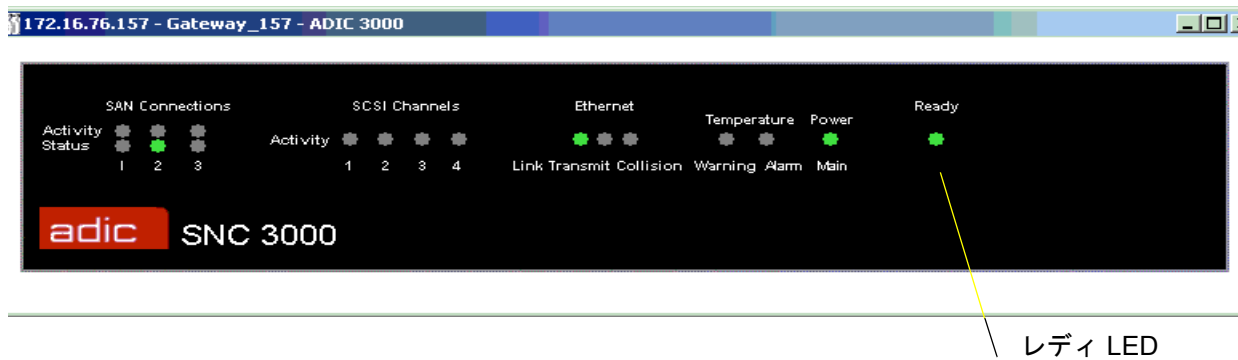 172.16.76.157 - Gateway_157 - ADIC 3000
SAN Connections SCSI Channels Ethernet Ready
Temperature Power
Activity
Status Activity
1 2 3 1 2 3 4 Link Transmit Collision Warning Alarm Main
adic SNC 3000
レディ LED